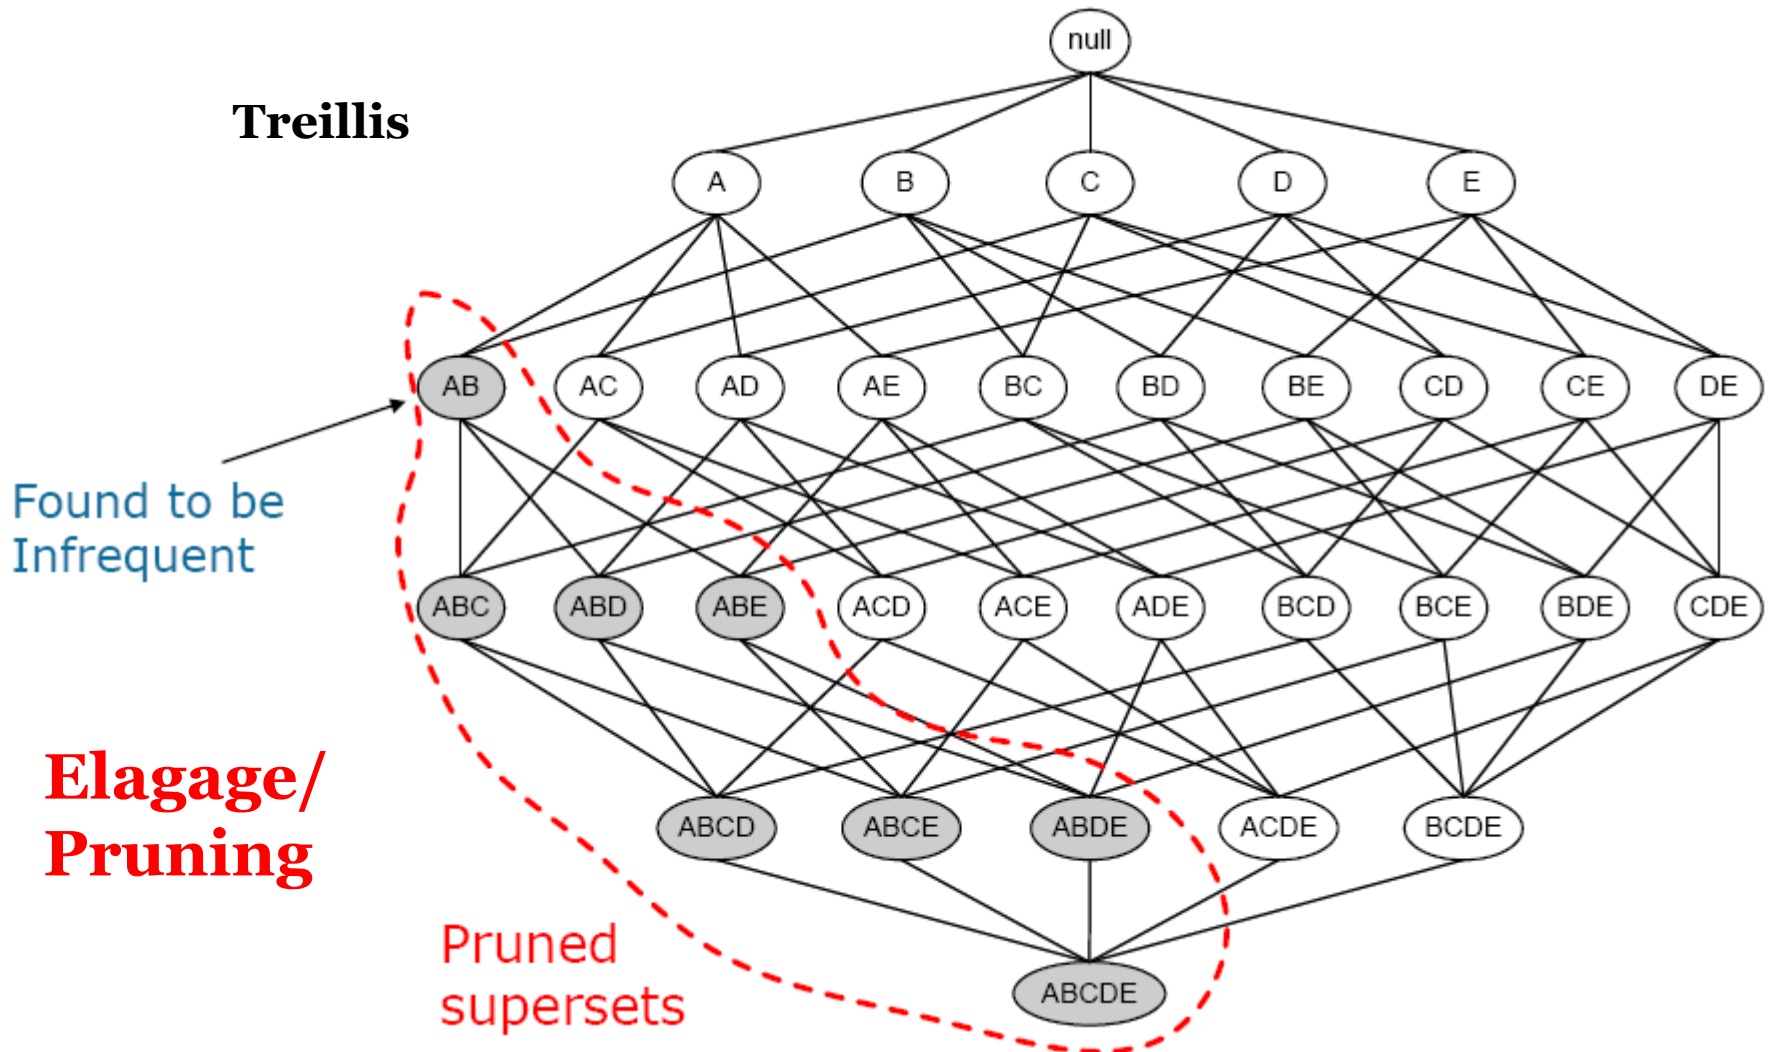 null
Treillis
A B C D E
AB AC AD AE BC BD BE CD CE DE
Found to be
Infrequent
ABC ABD ABE ACD ACE ADE BCD BCE BDE CDE
Elagage/
Pruning
ABCD ABCE ABDE ACDE BCDE
Pruned
supersets
ABCDE